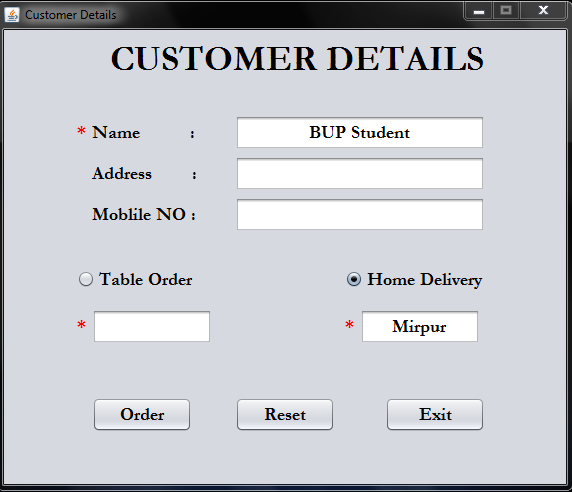 Customer Details
CUSTOMER DETAILS
* Name :
BUP Student
Address :
Moblile NO :
Table Order
Home Delivery
*
* Mirpur
Order
Reset
Exit